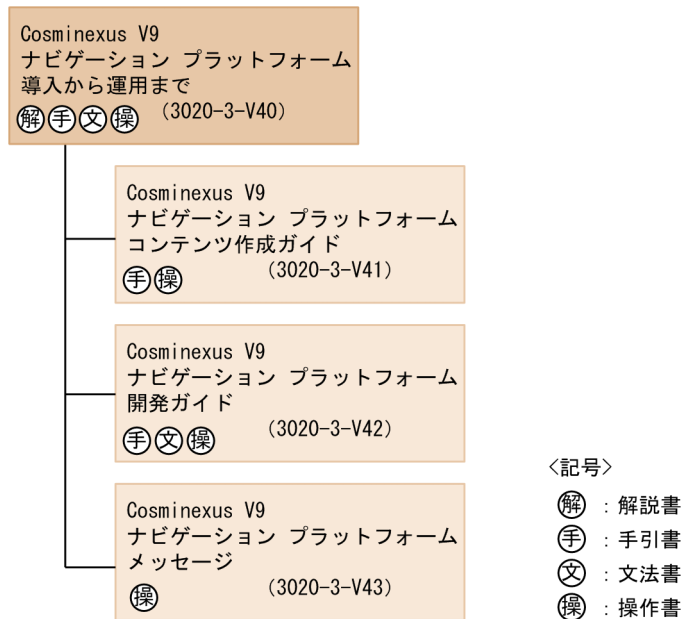 Cosminexus V9
ナビゲーション プラットフォーム
導入から運用まで
解手文操 (3020-3-V40)
Cosminexus V9
ナビゲーション プラットフォーム
コンテンツ作成ガイド
手操 (3020-3-V41)
Cosminexus V9
ナビゲーション プラットフォーム
開発ガイド
手文操 (3020-3-V42)
Cosminexus V9
ナビゲーション プラットフォーム
メッセージ
操 (3020-3-V43)
〈記号〉
解 : 解説書
手 : 手引書
文 : 文法書
操 : 操作書